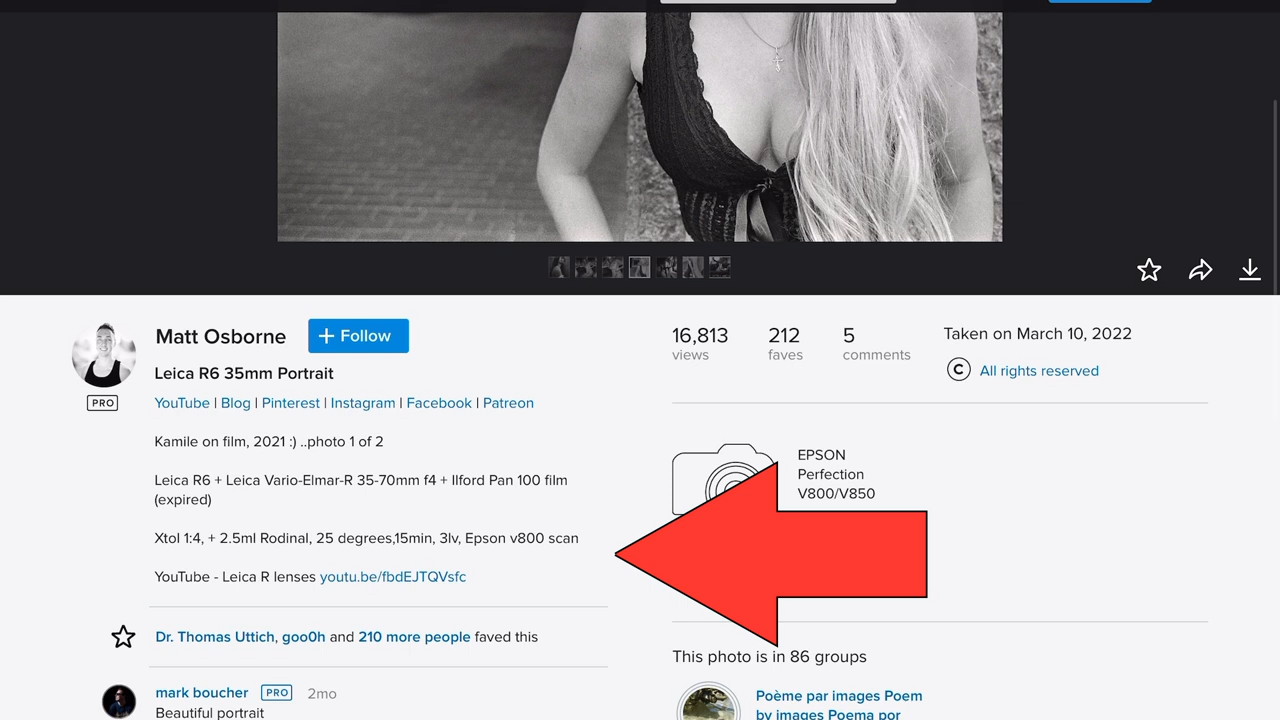 Matt Osborne
+ Follow
Leica R6 35mm Portrait
PRO
YouTube | Blog | Pinterest | Instagram | Facebook | Patreon
Kamile on film, 2021 :) ..photo 1 of 2
Leica R6 + Leica Vario-Elmar-R 35-70mm f4 + Ilford Pan 100 film
(expired)
Xtol 1:4, + 2.5ml Rodinal, 25 degrees,15min, 3lv, Epson v800 scan
YouTube - Leica R lenses youtu.be/fbdEJTQVsfc
Dr. Thomas Uttich, goo0h and 210 more people faved this
mark boucher PRO 2mo
Beautiful portrait
16,813 212 5
views faves comments
Taken on March 10, 2022
C All rights reserved
EPSON
Perfection
V800/V850
This photo is in 86 groups
Poème par images Poem
by images Poema por